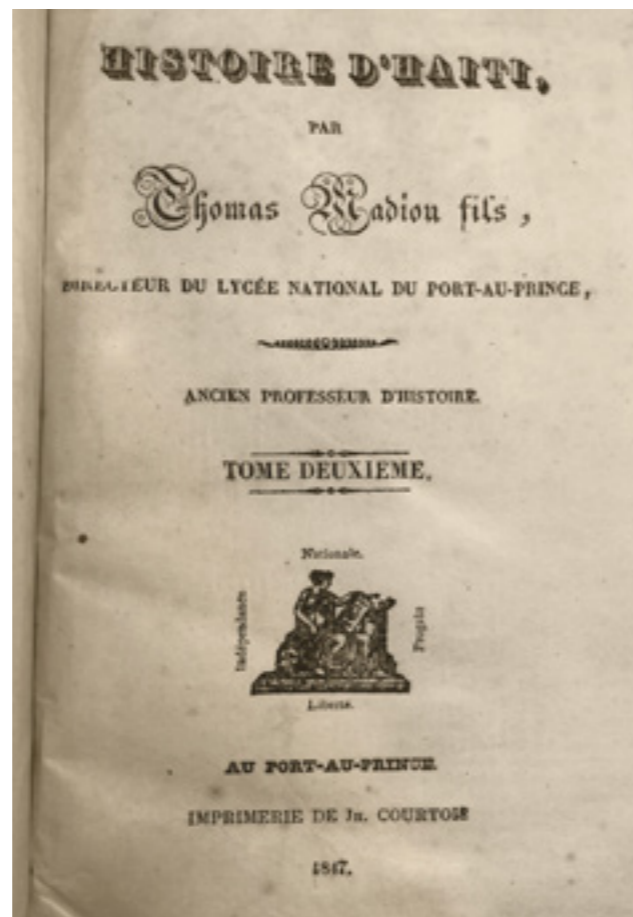 HISTOIRE D'HAITI,
PAR
Thomas Madiou fils,
DIRECTEUR DU LYCÉE NATIONAL DU PORT-AU-PRINCE,
ANCIEN PROFESSEUR D'HISTOIRE.
TOME DEUXIEME,
Nationale.
Indépendance
Progrès
Liberté.
AU PORT-AU-PRINCE.
IMPRIMERIE DE JH. COURTOIS
1847.